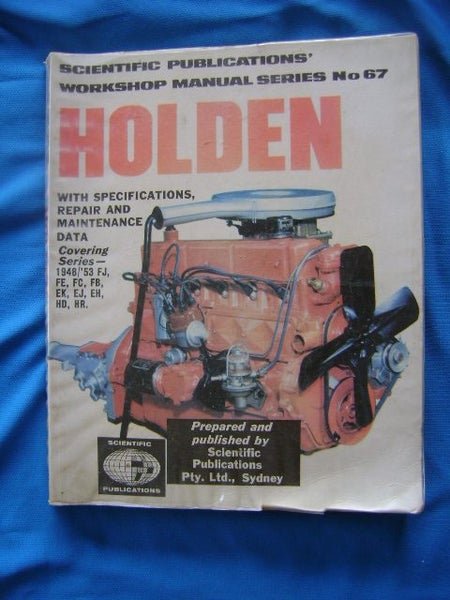 SCIENTIFIC PUBLICATIONS'
WORKSHOP MANUAL SERIES No 67
HOLDEN
WITH SPECIFICATIONS,
REPAIR AND
MAINTENANCE
DATA
Covering
Series—
1948/'53 FJ,
FE, FC, FB,
EK, EJ, EH,
HD, HR.
Prepared and
published by
Scientific
Publications
Pty. Ltd., Sydney
SCIENTIFIC
PUBLICATIONS